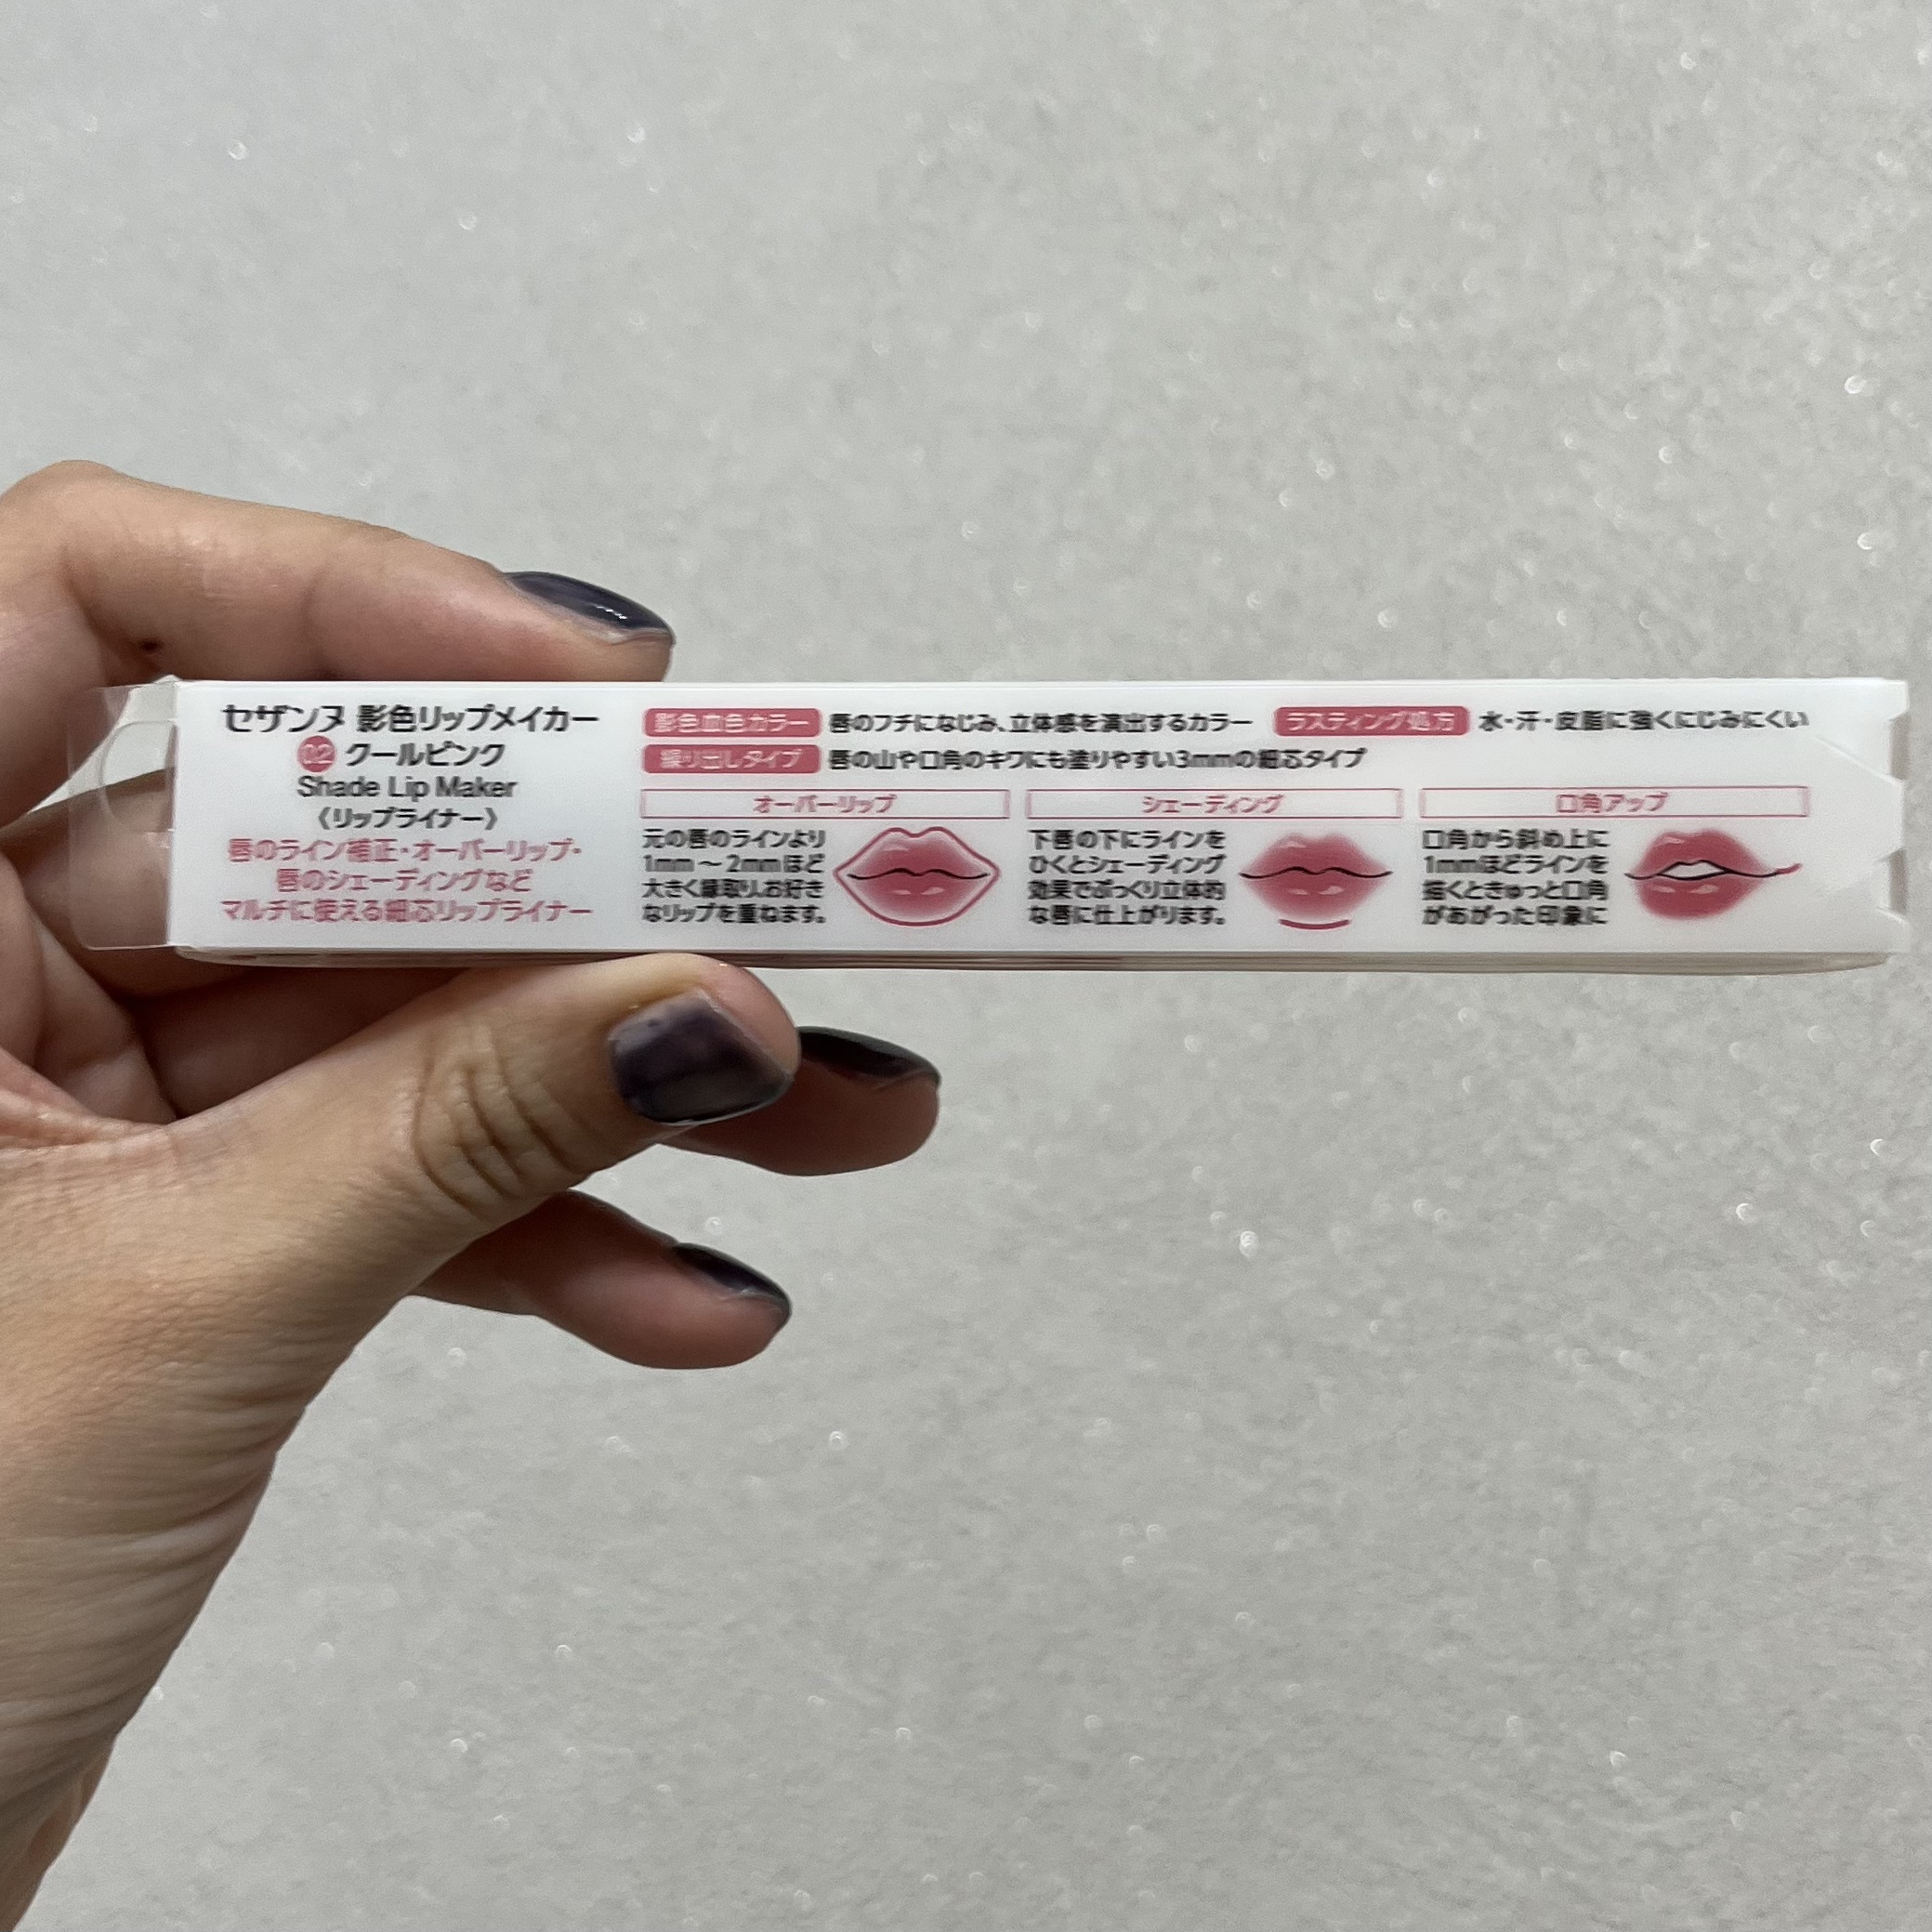 セザンヌ 影色リップメイカー
02 クールピンク
Shade Lip Maker
〈リップライナー〉
唇のライン補正・オーバーリップ・
唇のシェーディングなど
マルチに使える細芯リップライナー
影色血色カラー 唇のフチになじみ、立体感を演出するカラー
ラスティング処方 水・汗・皮脂に強くにじみにくい
繰り出しタイプ 唇の山や口角のキワにも塗りやすい3mmの細芯タイプ
オーバーリップ
元の唇のラインより
1mm〜2mmほど
大きく縁取りお好き
なリップを重ねます。
シェーディング
下唇の下にラインを
ひくとシェーディング
効果でぷっくり立体的
な唇に仕上がります。
口角アップ
口角から斜め上に
1mmほどラインを
描くときゅっと口角
があがった印象に